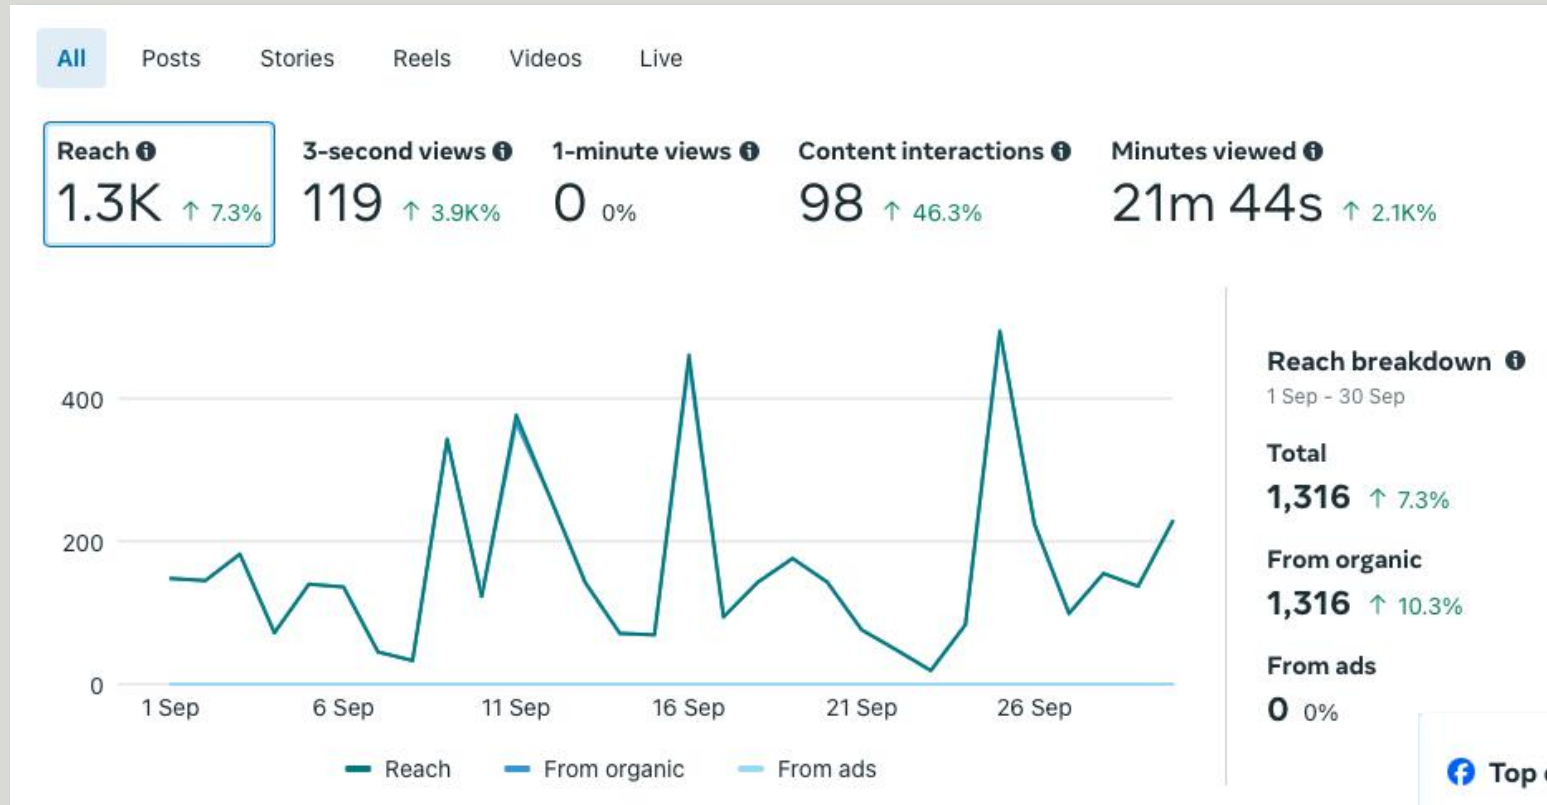 All Posts Stories Reels Videos Live
Reach 3-second views 1-minute views Content interactions Minutes viewed
1.3K ↑ 7.3% 119 ↑ 3.9K% 0 0% 98 ↑ 46.3% 21m 44s ↑ 2.1K%
400
200
0
1 Sep 6 Sep 11 Sep 16 Sep 21 Sep 26 Sep
Reach From organic From ads
Reach breakdown
1 Sep - 30 Sep
Total
1,316 ↑ 7.3%
From organic
1,316 ↑ 10.3%
From ads
0 0%
Top